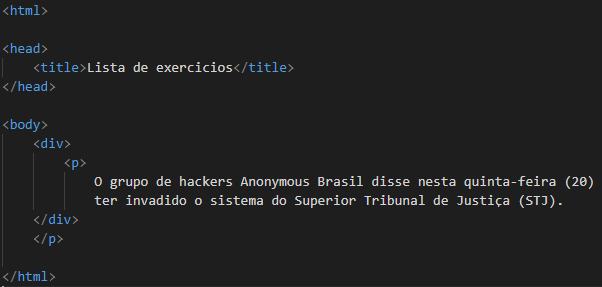 <html>
<head>
<title>Lista de exercicios</title>
</head>
<body>
<div>
<p>
O grupo de hackers Anonymous Brasil disse nesta quinta-feira (20)
ter invadido o sistema do Superior Tribunal de Justiça (STJ).
</div>
</p>
</html>